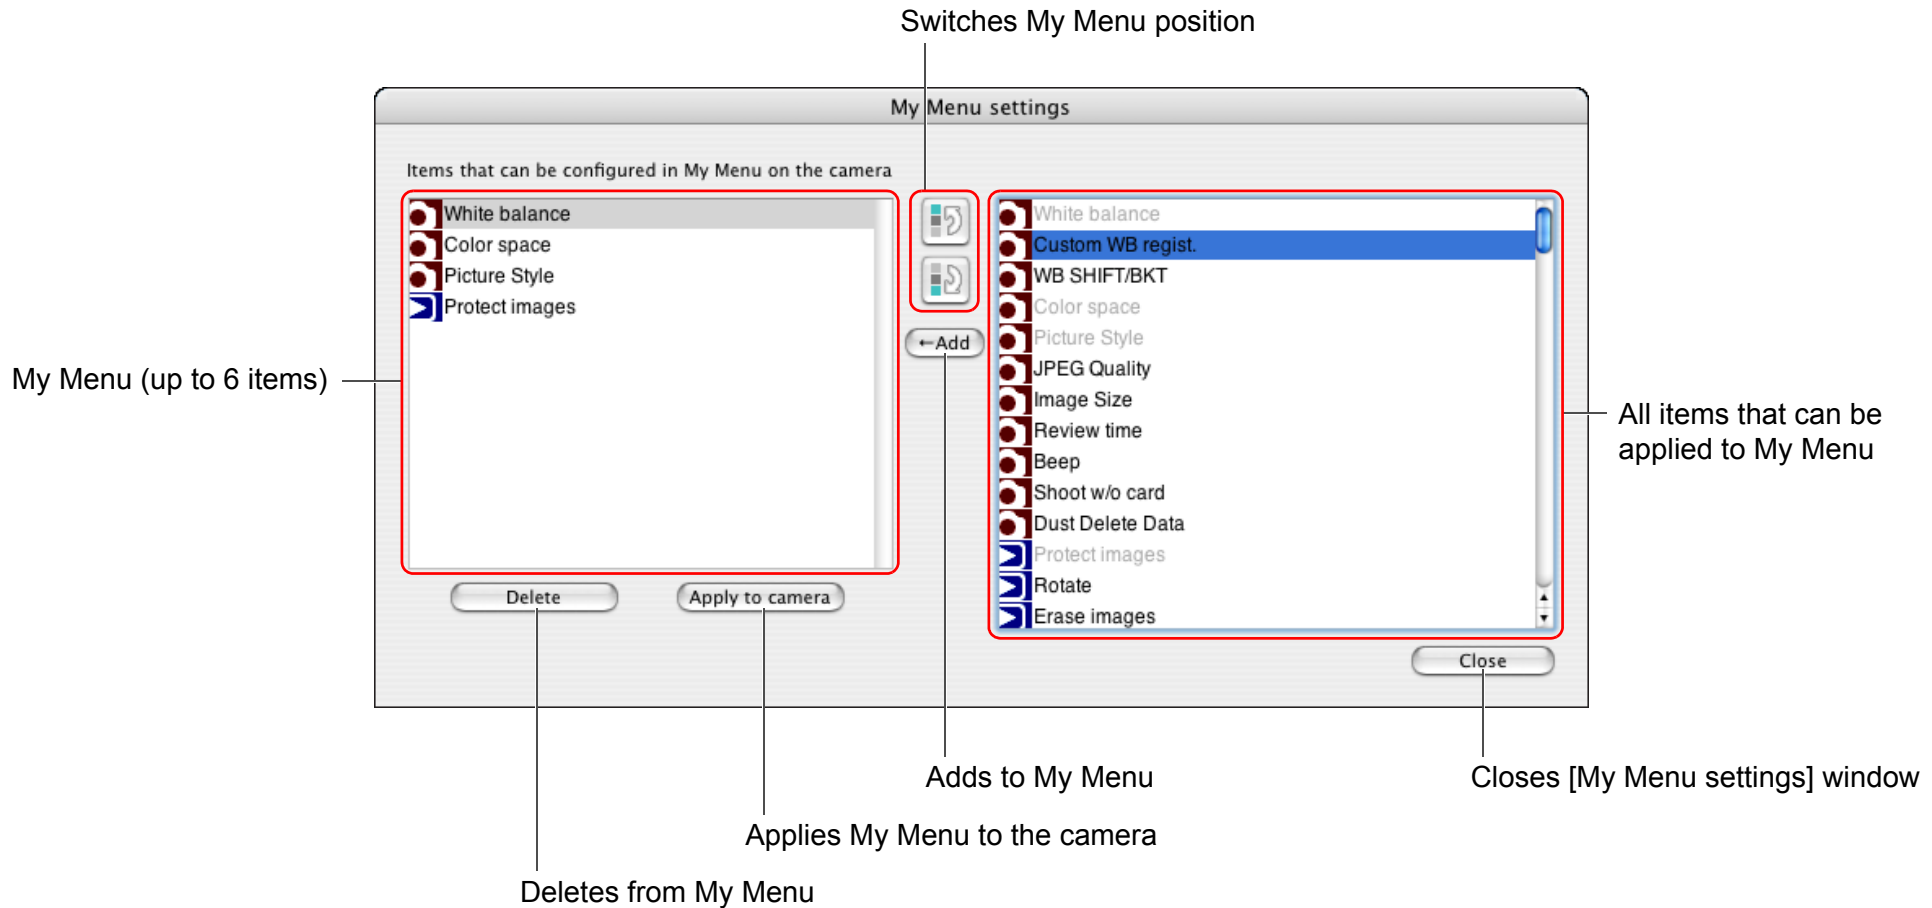 Switches My Menu position
My Menu settings
Items that can be configured in My Menu on the camera
White balance
Color space
Picture Style
Protect images
←Add
White balance
Custom WB regist.
WB SHIFT/BKT
Color space
Picture Style
JPEG Quality
Image Size
Review time
Beep
Shoot w/o card
Dust Delete Data
Protect images
Rotate
Erase images
My Menu (up to 6 items)
All items that can be
applied to My Menu
Delete
Apply to camera
Close
Adds to My Menu
Closes [My Menu settings] window
Applies My Menu to the camera
Deletes from My Menu